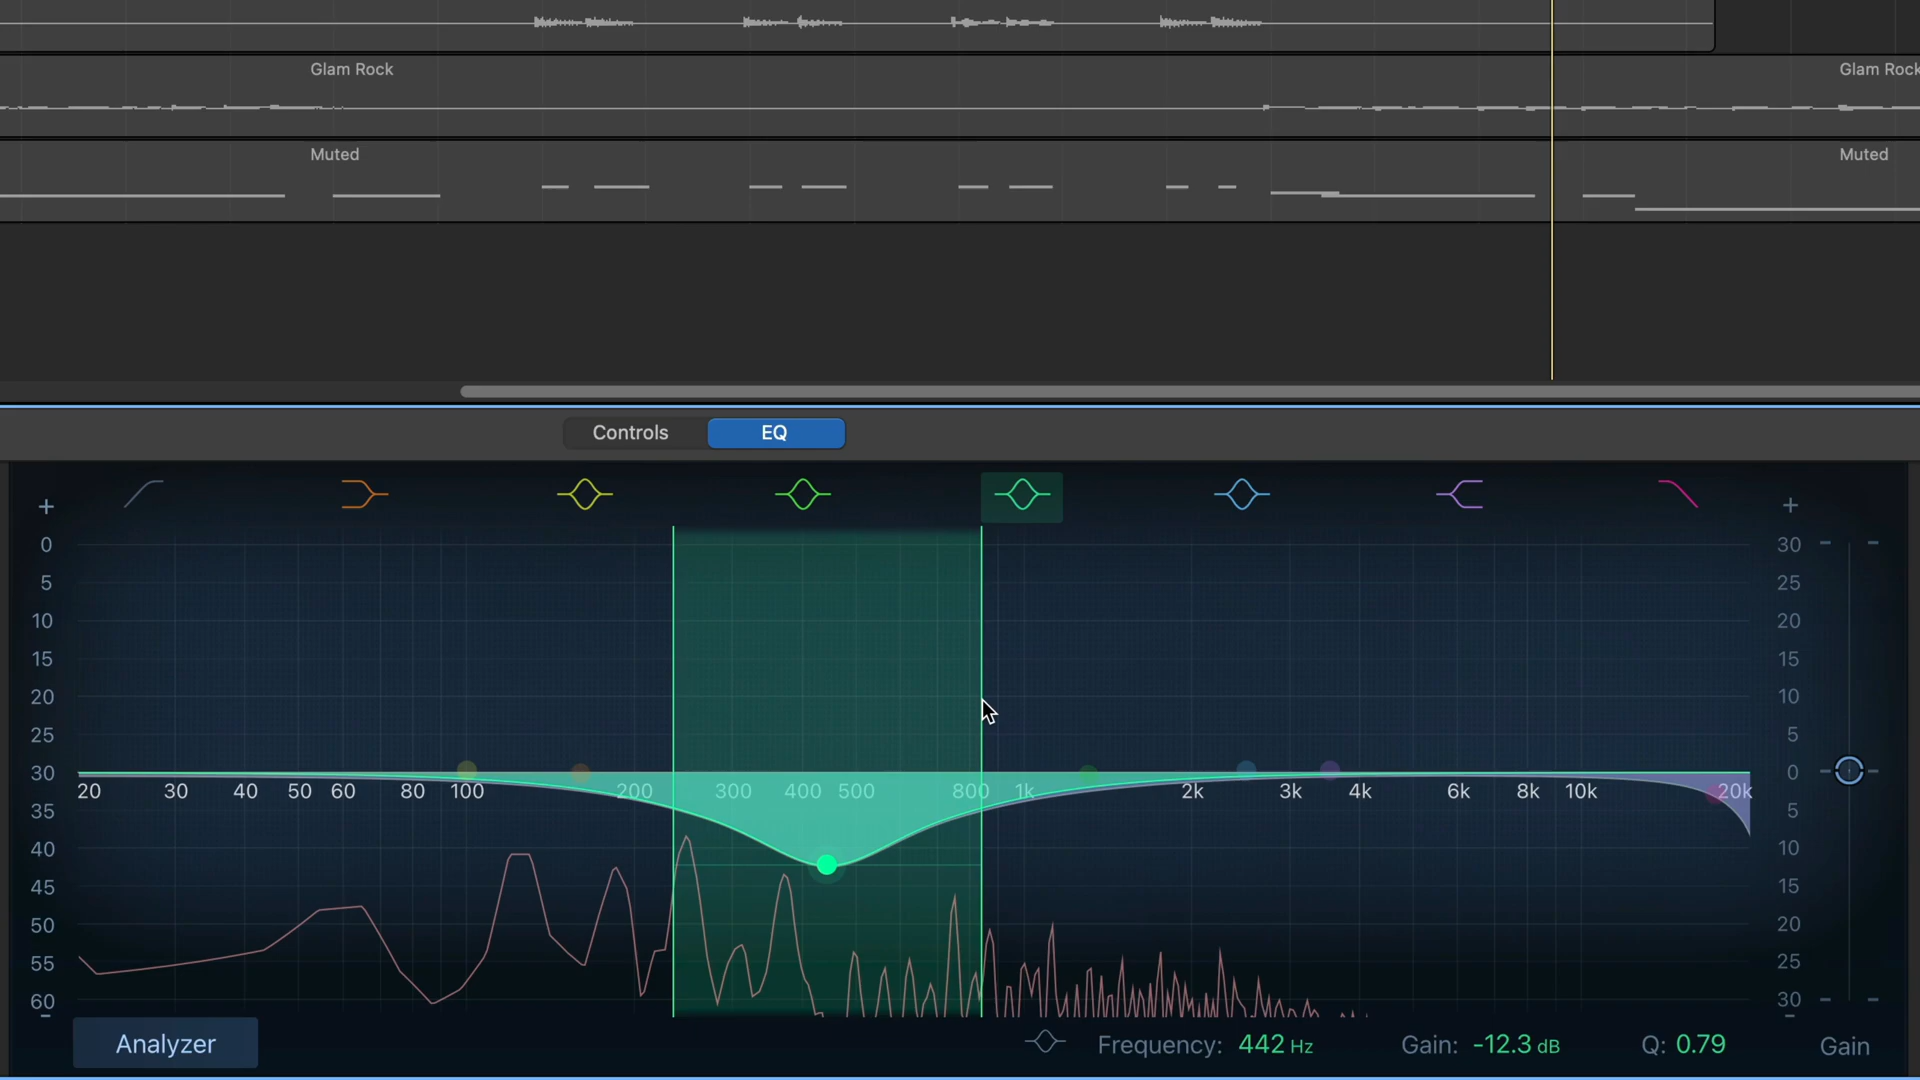 Glam Rock
Glam Rock
Muted
Muted
Controls
EQ
+
+
0
5
10
15
20
25
30
35
40
45
50
55
60
-
30
25
20
15
10
5
0
5
10
15
20
25
30
-
20 30 40 50 60 80 100 200 300 400 500 800 1k 2k 3k 4k 6k 8k 10k 20k
Analyzer
Frequency: 442 Hz
Gain: -12.3 dB
Q: 0.79
Gain